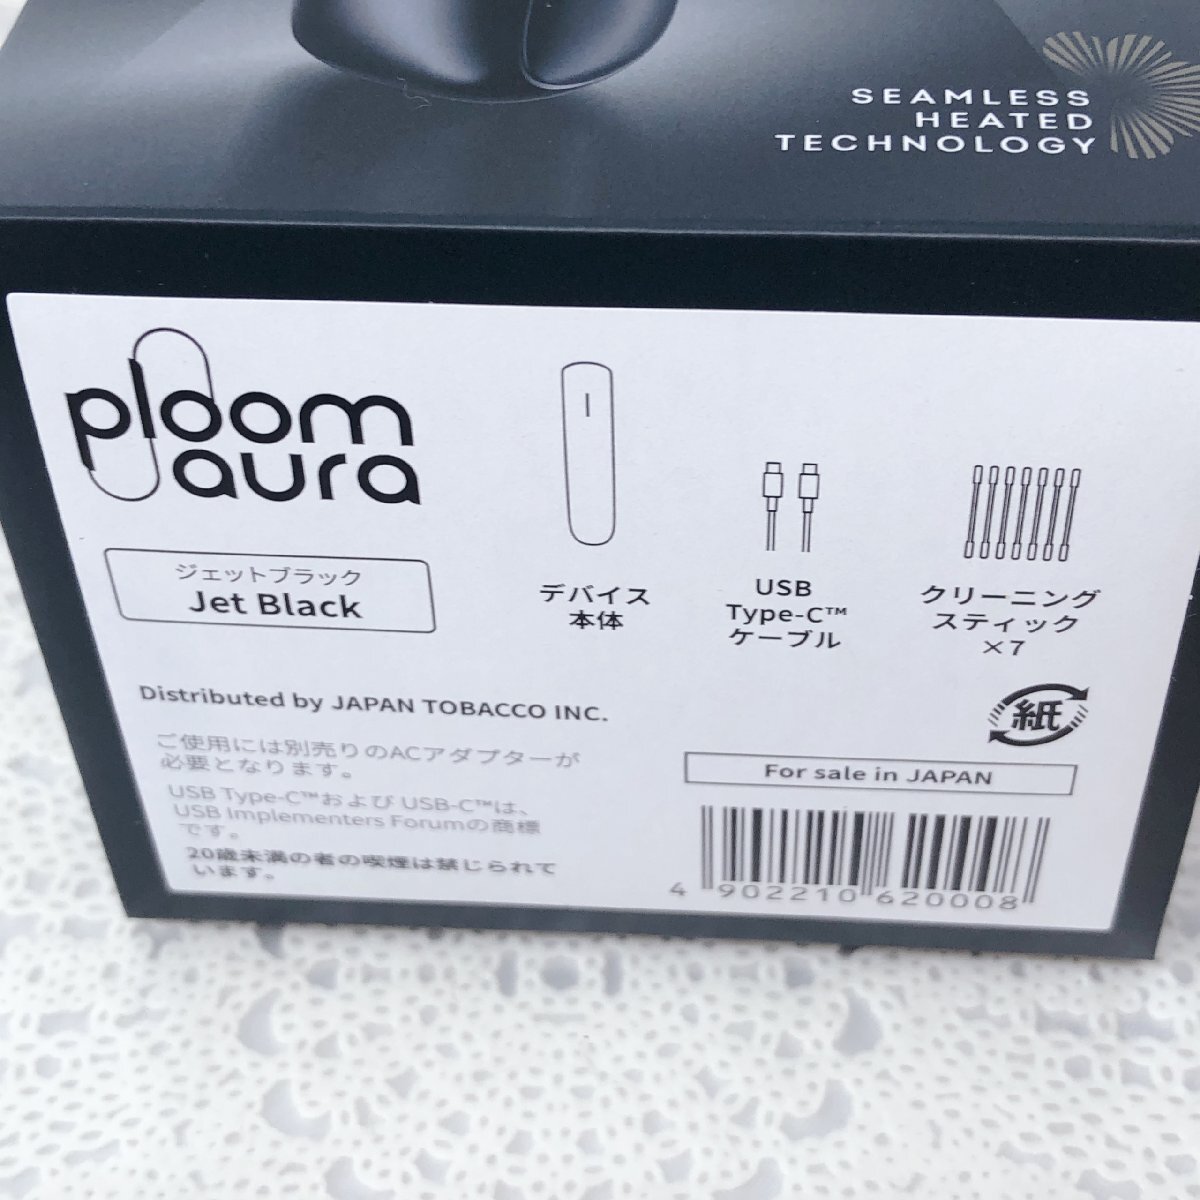 SEAMLESS
HEATED
TECHNOLOGY
ploom
aura
ジェットブラック
Jet Black
デバイス
本体
USB
Type-C™
ケーブル
クリーニング
スティック
×7
Distributed by JAPAN TOBACCO INC.
紙
ご使用には別売りのACアダプターが
必要となります。
USB Type-C™および USB-C™は、
USB Implementers Forumの商標
です。
20歳未満の者の喫煙は禁じられて
います。
For sale in JAPAN
4 902210 620008